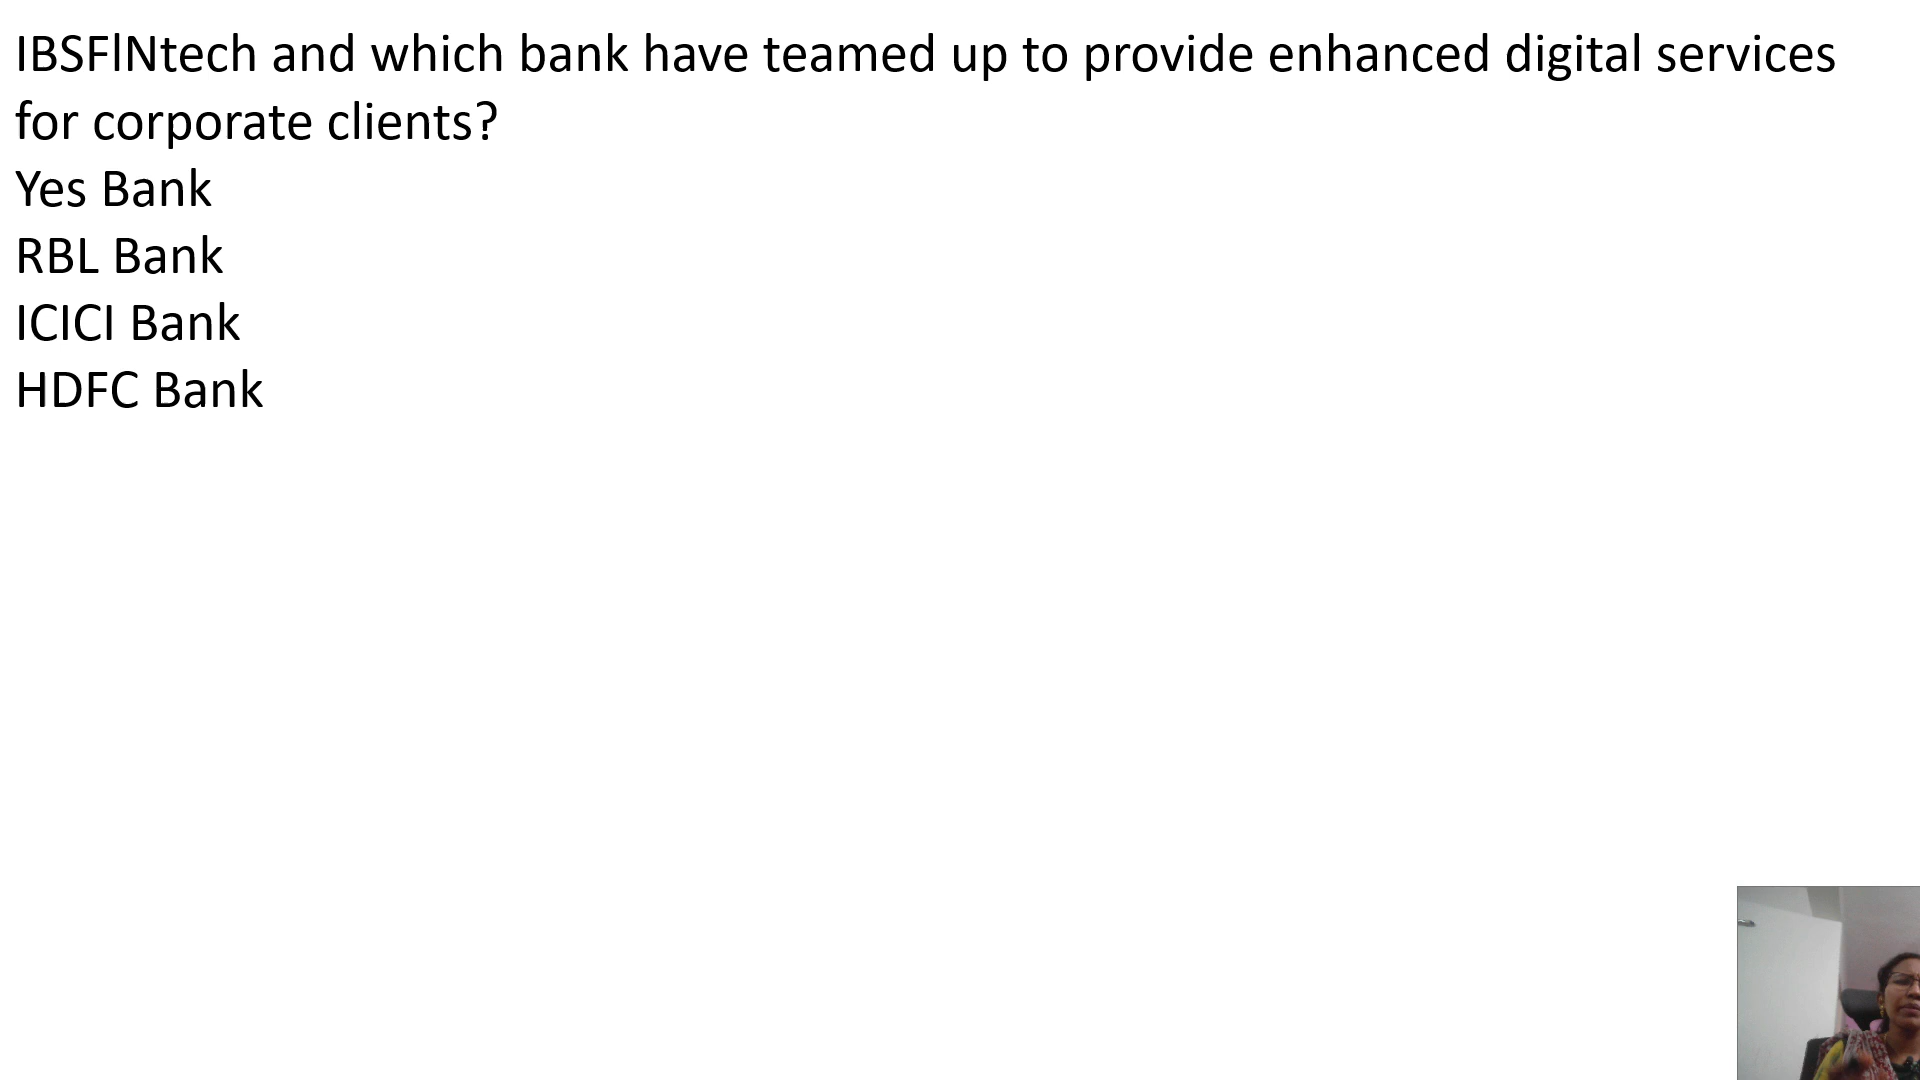 IBSFlNtech and which bank have teamed up to provide enhanced digital services
for corporate clients?
Yes Bank
RBL Bank
ICICI Bank
HDFC Bank